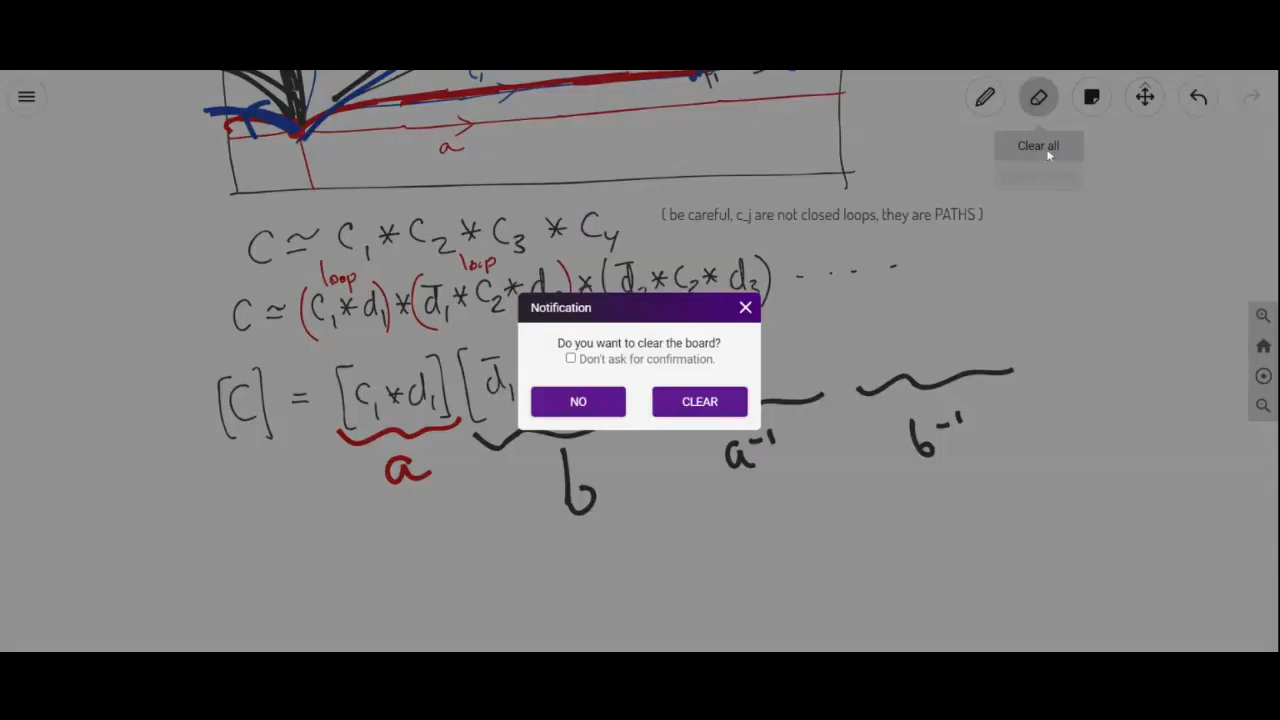 a
Clear all
C ≃ C₁ * C₂ * C₃ * C₄
( be careful, c_j are not closed loops, they are PATHS )
loop loop
C ≃ (C₁ * d₁) * (d̄₁ * C₂ * d₂) * (d̄₂ * C₂ * d₂) - . . . -
Notification
Do you want to clear the board?
Don't ask for confirmation.
NO CLEAR
[C] = [C₁ * d₁] [d̄₁
a b a⁻¹ b⁻¹